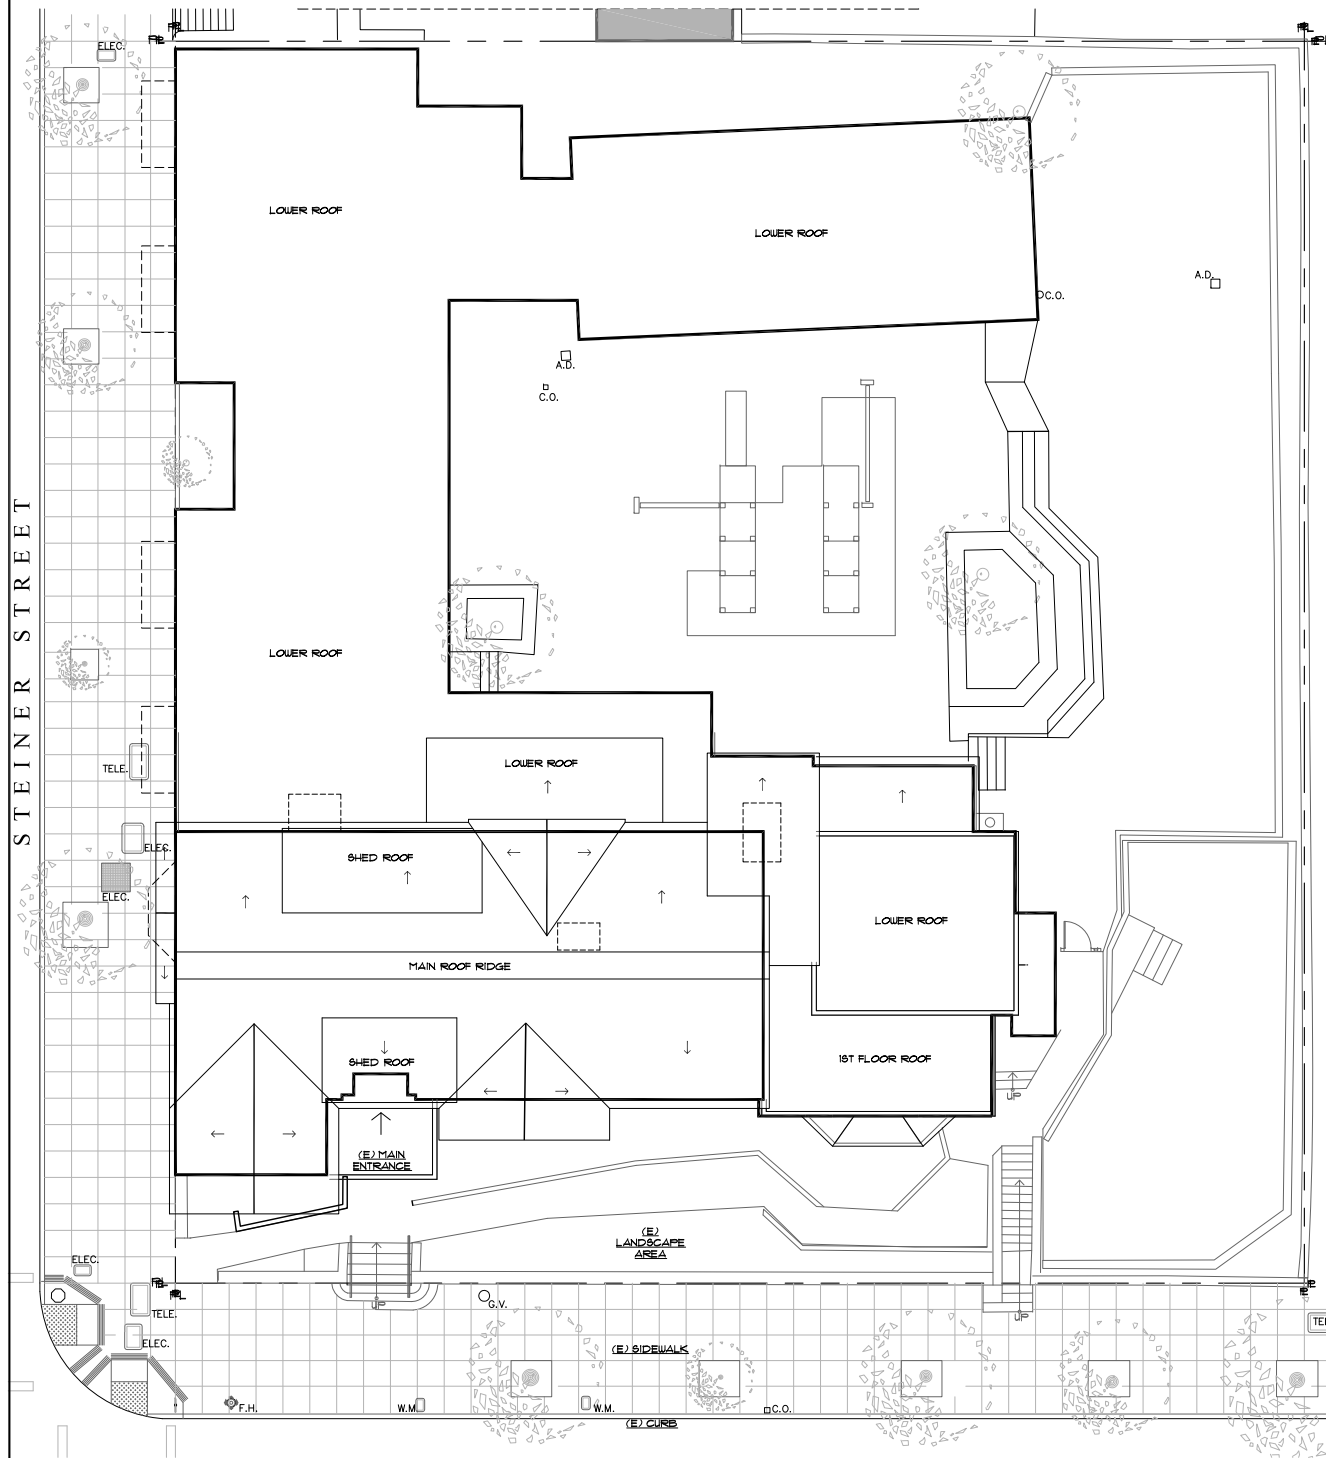 ELEC.
LOWER ROOF
LOWER ROOF
A.D.
C.O.
A.D.
C.O.
STEINER STREET
LOWER ROOF
TELE.
LOWER ROOF
ELEC.
SHED ROOF
ELEC.
LOWER ROOF
MAIN ROOF RIDGE
SHED ROOF
1ST FLOOR ROOF
UP
(E) MAIN
ENTRANCE
(E)
LANDSCAPE
AREA
ELEC.
TELE.
UP
G.V.
UP
ELEC.
(E) SIDEWALK
F.H.
W.M.
W.M.
C.O.
(E) CURB